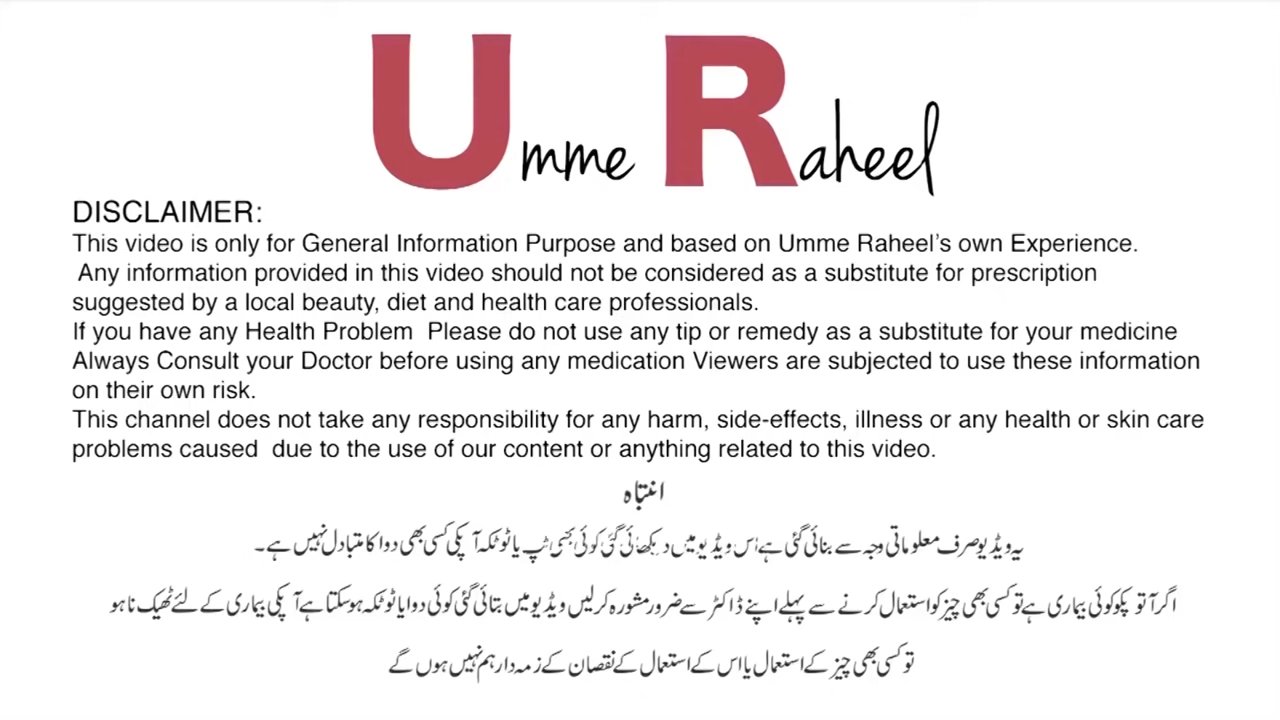 Umme Raheel
DISCLAIMER:
This video is only for General Information Purpose and based on Umme Raheel's own Experience.
Any information provided in this video should not be considered as a substitute for prescription
suggested by a local beauty, diet and health care professionals.
If you have any Health Problem Please do not use any tip or remedy as a substitute for your medicine
Always Consult your Doctor before using any medication Viewers are subjected to use these information
on their own risk.
This channel does not take any responsibility for any harm, side-effects, illness or any health or skin care
problems caused due to the use of our content or anything related to this video.
انتباہ
یہ ویڈیو صرف معلوماتی وجہ سے بنائی گئی ہے اس ویڈیو میں دیکھائی گئی کوئی بھی ٹپ یا ٹوٹکہ آپکی کسی بھی دوا کا متبادل نہیں ہے۔
اگر آ تو پکو کوئی بیماری ہے تو کسی بھی چیز کو استعمال کرنے سے پہلے اپنے ڈاکٹر سے ضرور مشورہ کرلیں ویڈیو میں بتائی گئی کوئی دوا یا ٹوٹکہ ہوسکتا ہے آپکی بیماری کے لئے ٹھیک نا ہو
تو کسی بھی چیز کے استعمال یا اس کے استعمال کے نقصان کے زمہ دار ہم نہیں ہوں گے